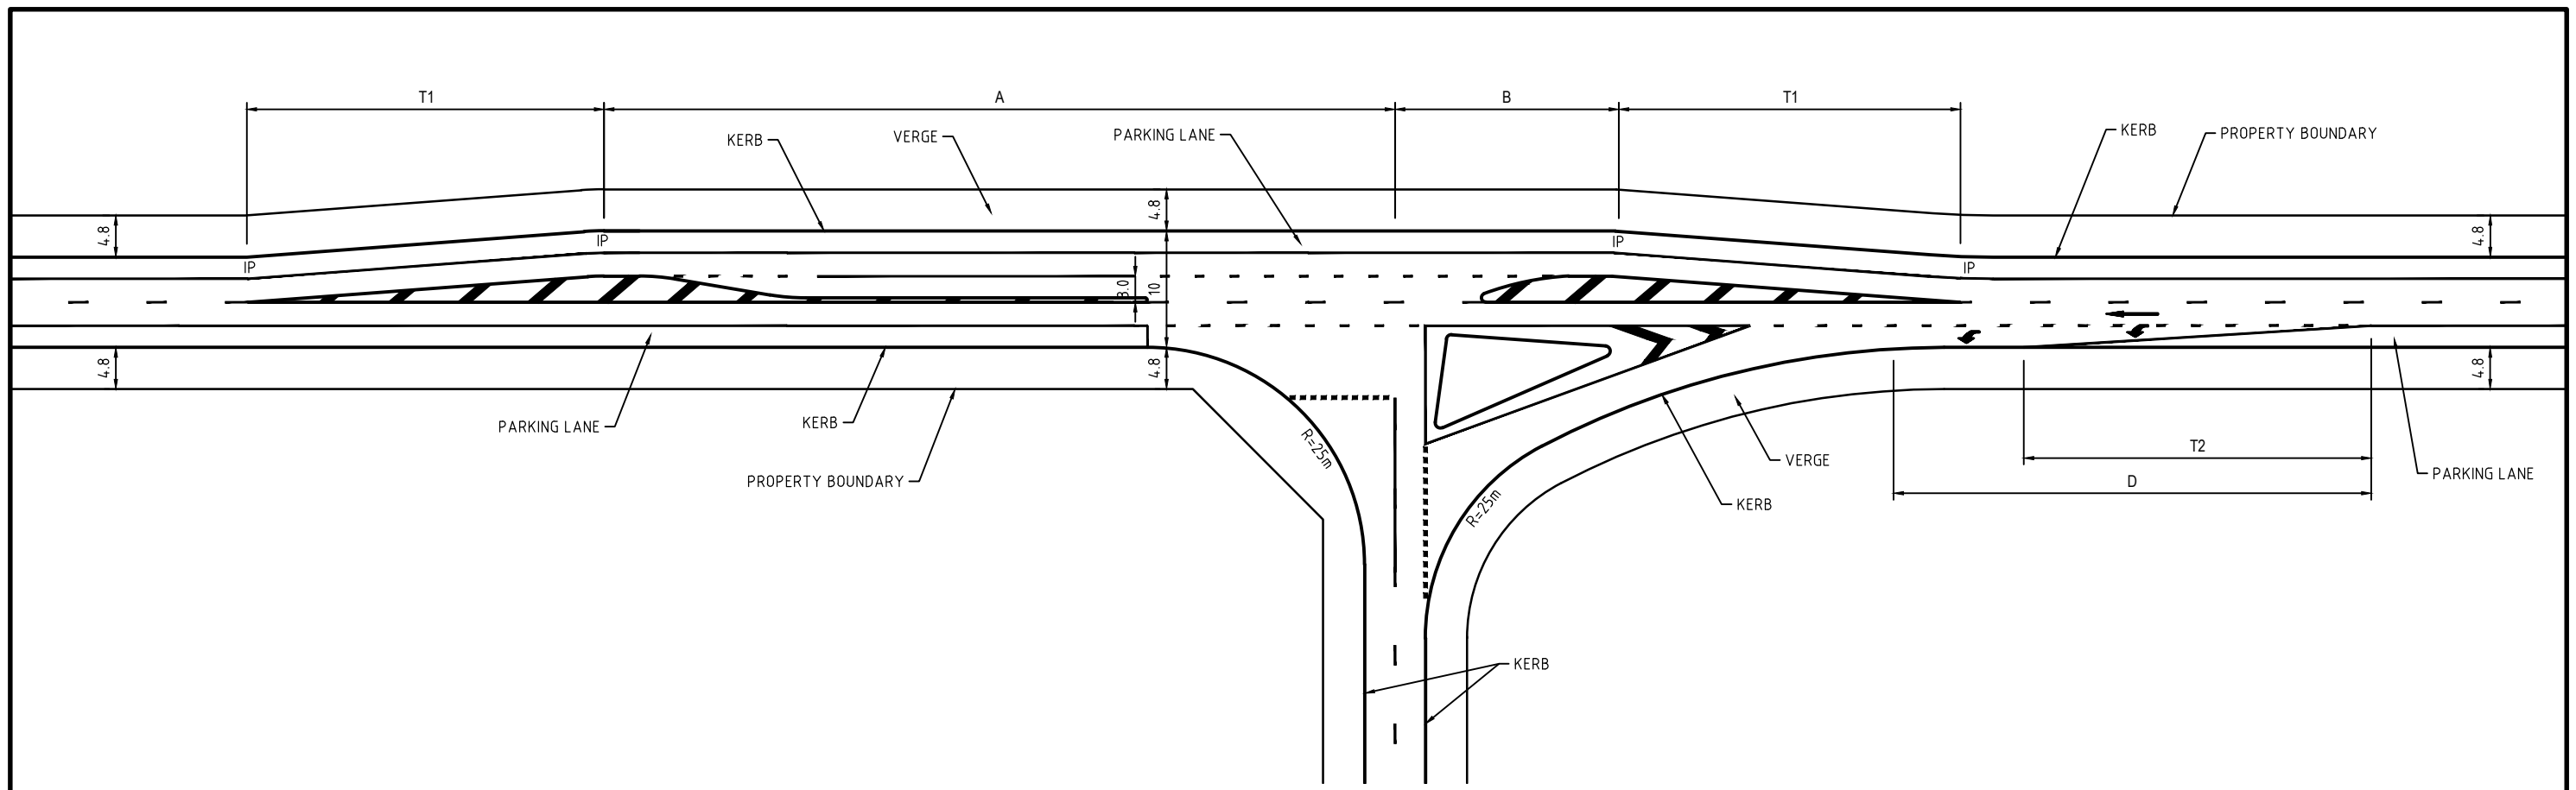 T1
A
B
T1
KERB
VERGE
PARKING LANE
KERB
PROPERTY BOUNDARY
4.8
4.8
4.8
IP
IP
IP
IP
3.0
10
4.8
4.8
4.8
PARKING LANE
KERB
PROPERTY BOUNDARY
R=25m
R=25m
VERGE
KERB
T2
D
PARKING LANE
KERB